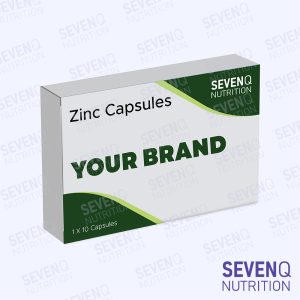 Zinc Capsules
SEVENQ
NUTRITION
YOUR BRAND
1 X 10 Capsules
SEVENQ
NUTRITION